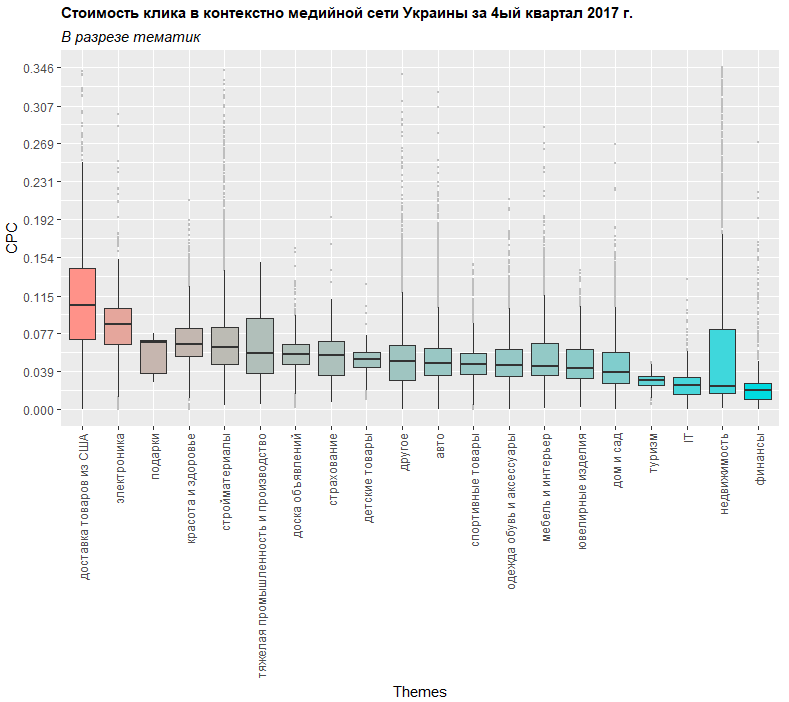 Стоимость клика в контекстно медийной сети Украины за 4ый квартал 2017 г.
В разрезе тематик
CPC
0.346
0.307
0.269
0.231
0.192
0.154
0.115
0.077
0.039
0.000
доставка товаров из США
электроника
подарки
красота и здоровье
стройматериалы
тяжелая промышленность и производство
доска объявлений
страхование
детские товары
другое
авто
спортивные товары
одежда обувь и аксессуары
мебель и интерьер
ювелирные изделия
дом и сад
туризм
IT
недвижимость
финансы
Themes